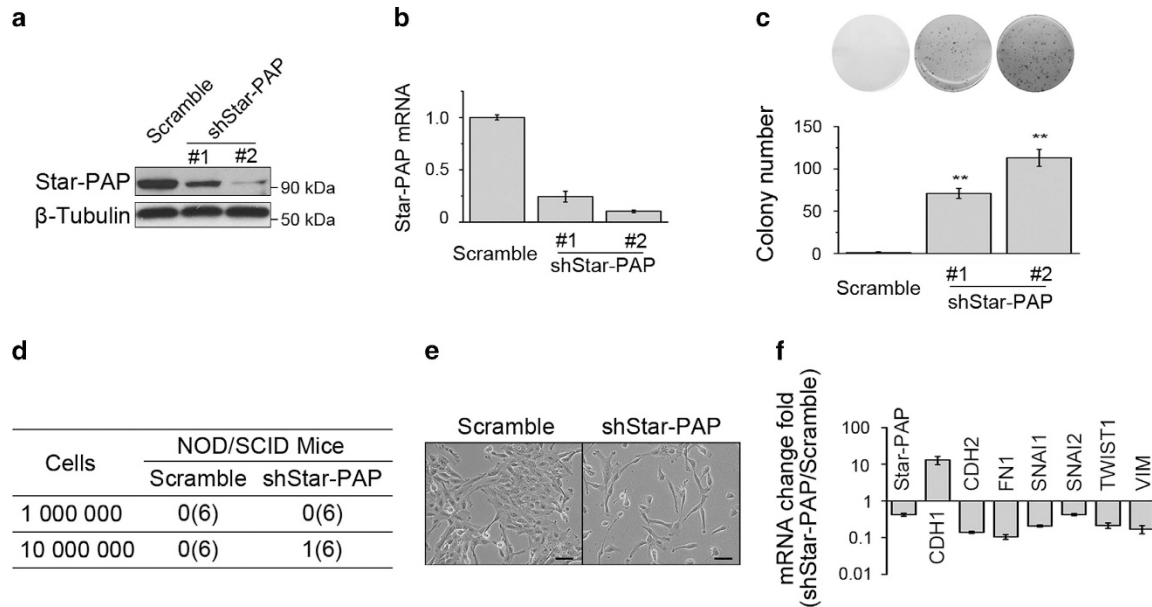 a
Scramble
shStar-PAP
#1 #2
Star-PAP
90 kDa
β-Tubulin
50 kDa
b
Star-PAP mRNA
1.0
0.5
0
Scramble
#1 #2
shStar-PAP
c
Colony number
150
100
50
0
** **
Scramble
#1 #2
shStar-PAP
d
Cells
NOD/SCID Mice
Scramble shStar-PAP
1 000 000 0(6) 0(6)
10 000 000 0(6) 1(6)
e
Scramble shStar-PAP
f
mRNA change fold
(shStar-PAP/Scramble)
100
10
1
0.1
0.01
Star-PAP
CDH1
CDH2
FN1
SNAI1
SNAI2
TWIST1
VIM